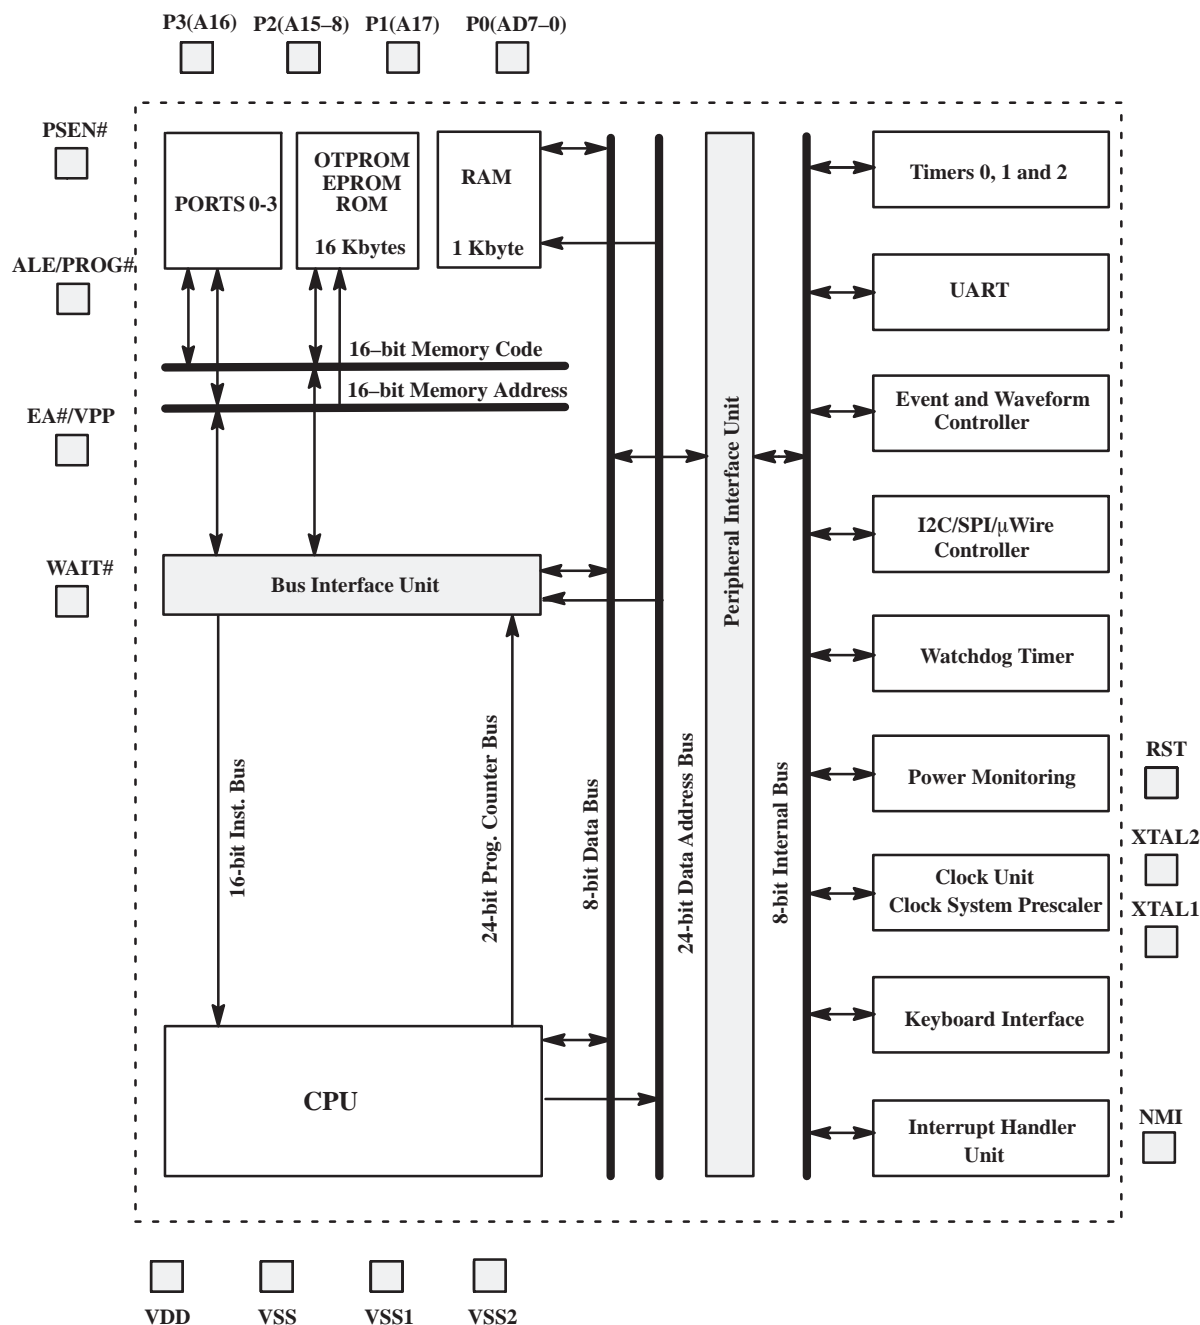 P3(A16) P2(A15–8) P1(A17) P0(AD7–0)
PSEN#
ALE/PROG#
EA#/VPP
WAIT#
PORTS 0-3
OTPROM
EPROM
ROM
16 Kbytes
RAM
1 Kbyte
16–bit Memory Code
16–bit Memory Address
Bus Interface Unit
16-bit Inst. Bus
24-bit Prog. Counter Bus
8-bit Data Bus
24-bit Data Address Bus
Peripheral Interface Unit
8-bit Internal Bus
CPU
Timers 0, 1 and 2
UART
Event and Waveform
Controller
I2C/SPI/μWire
Controller
Watchdog Timer
Power Monitoring
Clock Unit
Clock System Prescaler
Keyboard Interface
Interrupt Handler
Unit
RST
XTAL2
XTAL1
NMI
VDD VSS VSS1 VSS2